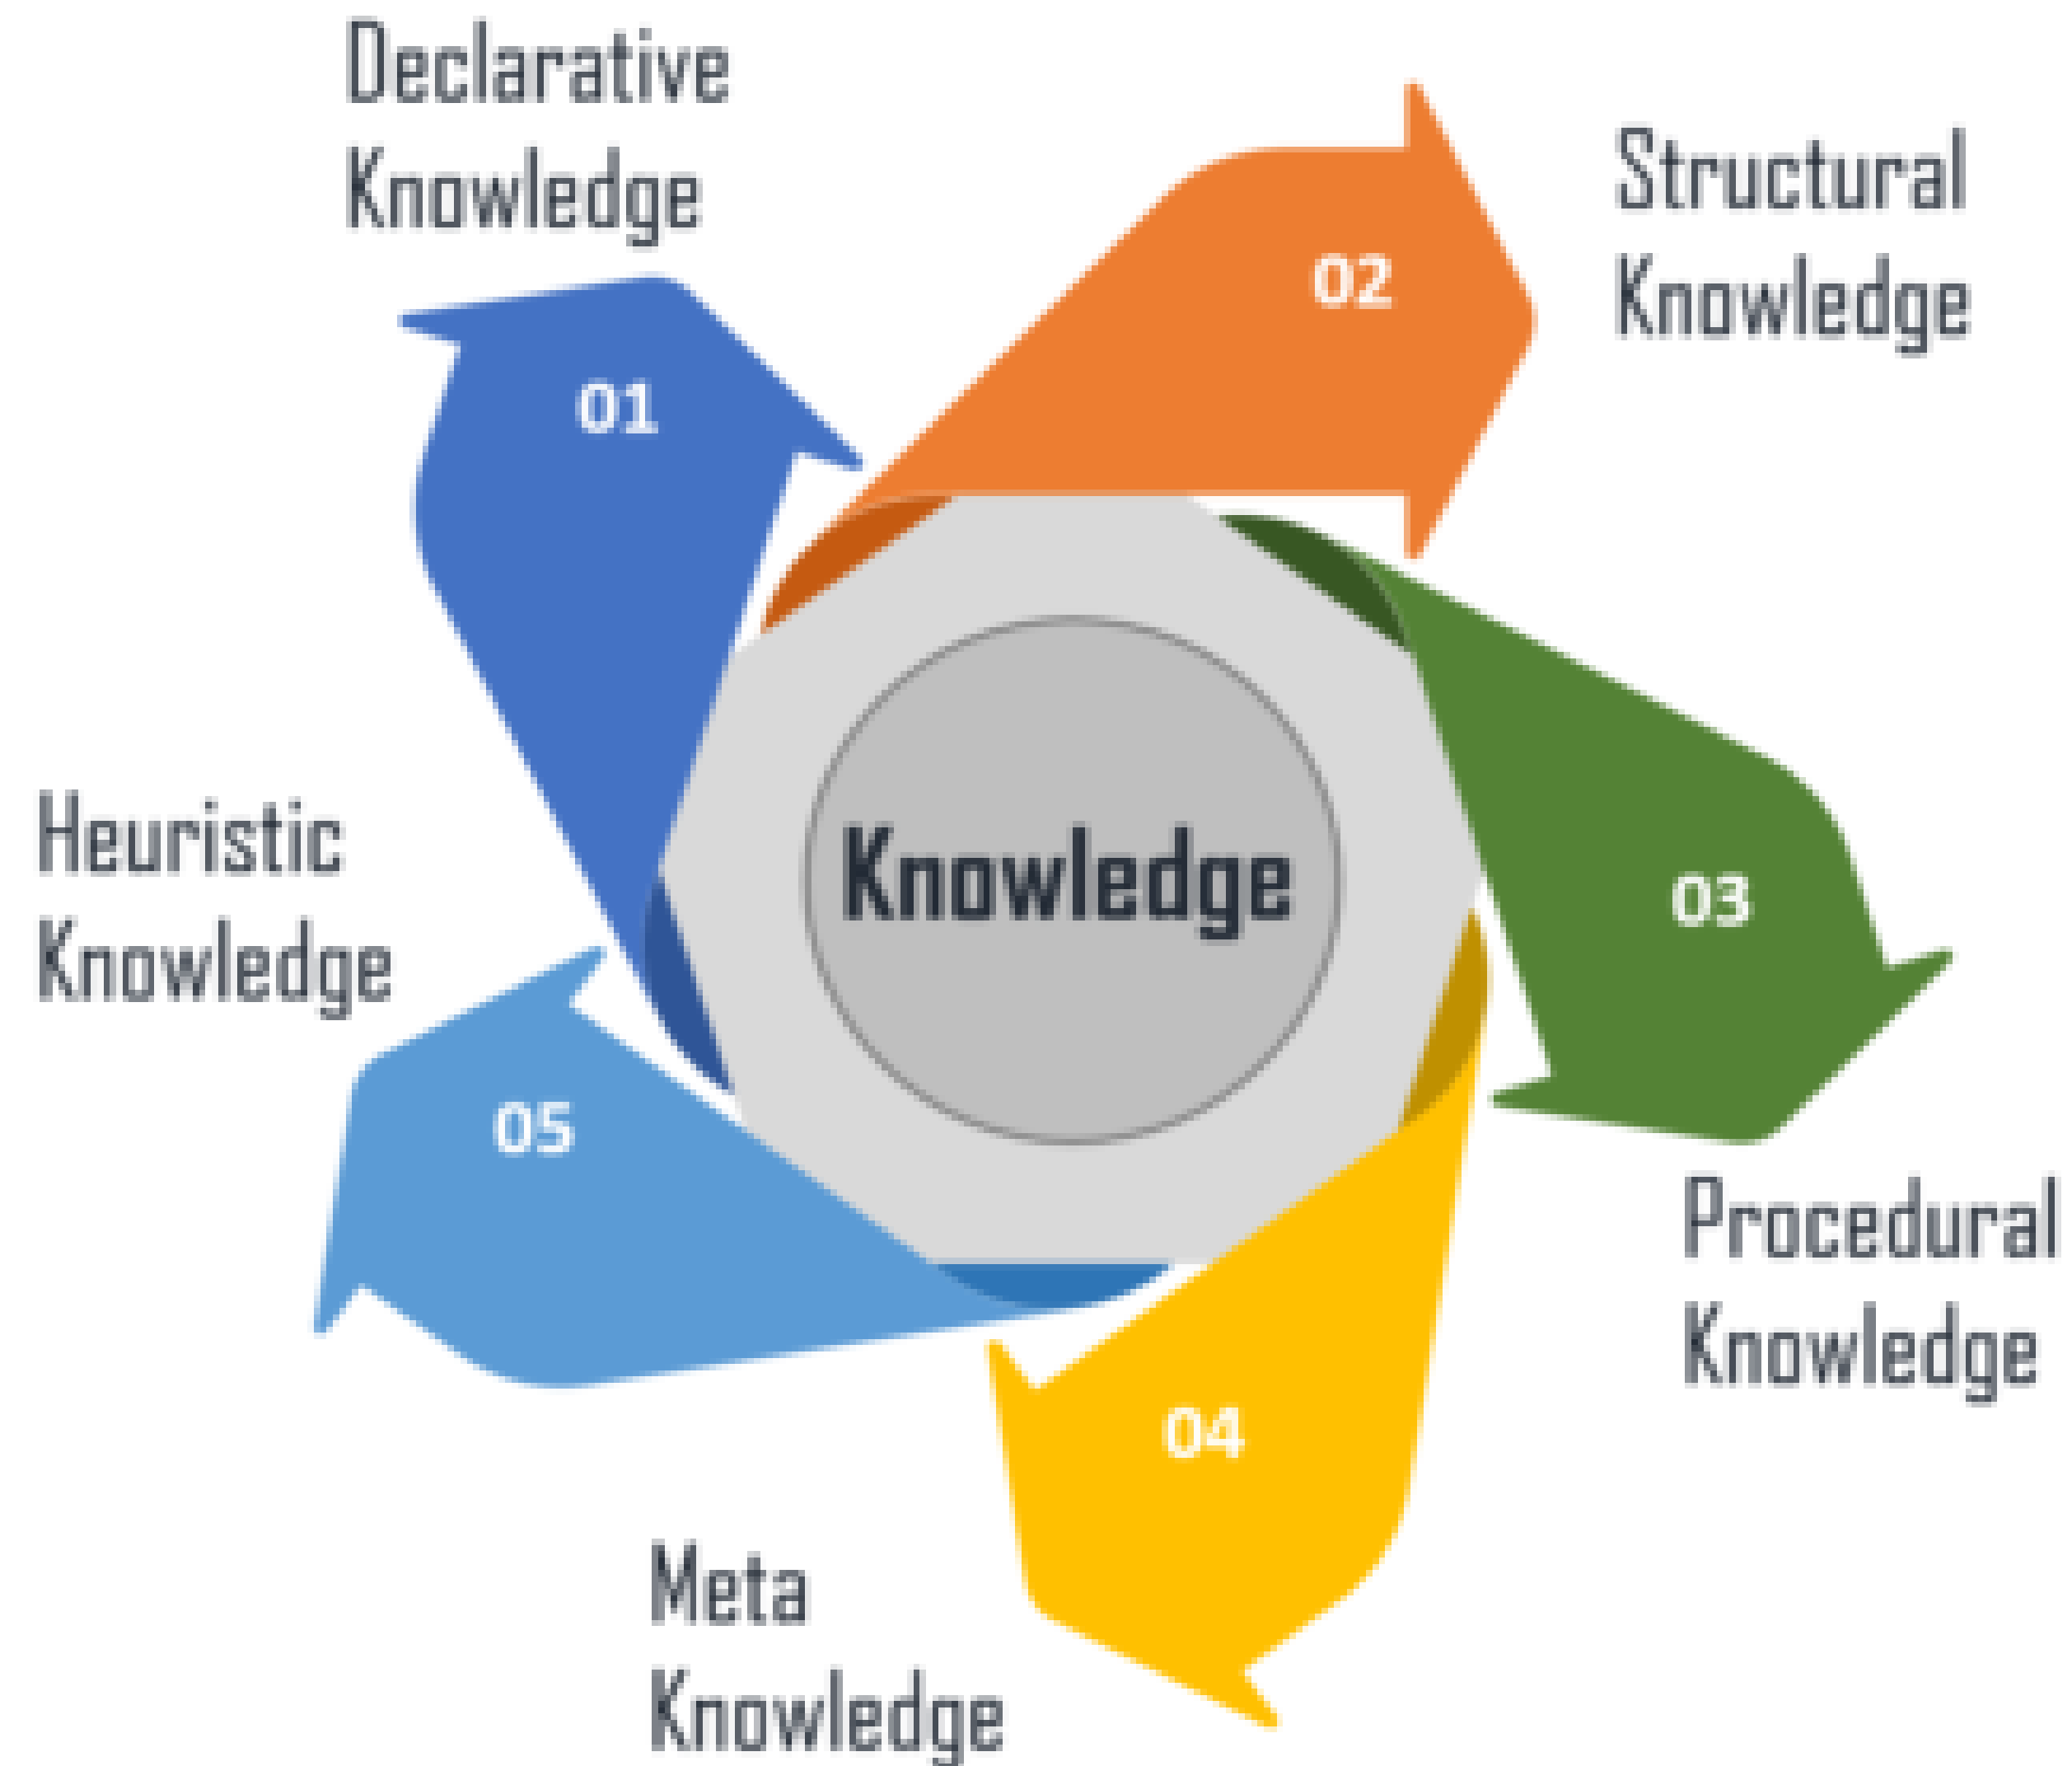 Declarative
Knowledge
01
02
Structural
Knowledge
03
Procedural
Knowledge
04
Meta
Knowledge
05
Heuristic
Knowledge
Knowledge